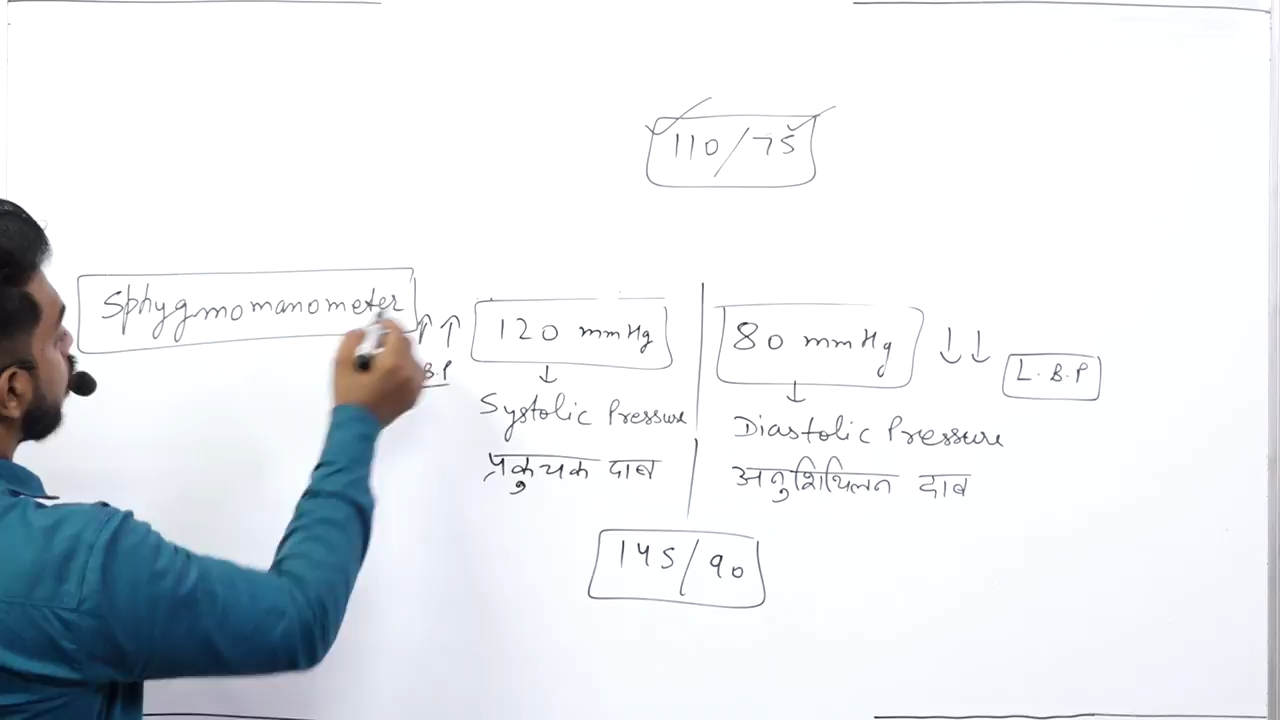 110/75
Sphygmomanometer
↑↑ 120 mmHg
80 mmHg ↓↓
B.P
L.B.P
↓
↓
Systolic Pressure
Diastolic Pressure
प्रकुचक दाब
अनुशिथिलन दाब
145/90